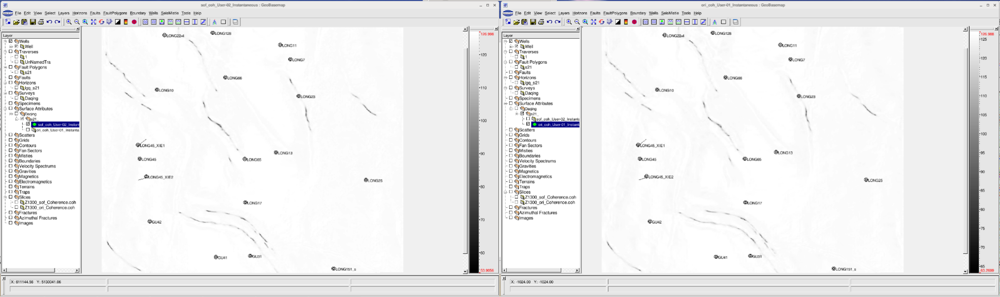 sof_coh_User-02_Instantaneous : GeoBasemap
File Edit View Select Layers Horizons Faults FaultPolygons Boundary Wells SeisMistie Tools Help
Layer
Wells
Well
Traverses
1
UnNamedTra
Fault Polygons
s21
Faults
Horizons
lgq_s21
Surveys
Daqing
Specimens
Surface Attributes
Daqing
s21_
sof_coh_User-02_Instan
ori_coh_User-01_Instanta
Scatters
Grids
Contours
Fan Sectors
Misties
Boundaries
Velocity Spectrums
Gravities
Magnetics
Electromagnetics
Terrains
Traps
Slices
Z1300_sof_Coherence.coh
Z1300_ori_Coherence.coh
Fractures
Azimuthal Fractures
Images
LONG22-4
LONG128
LONG11
LONG7
LONG66
LONG10
LONG23
LONG45_XIE1
LONG13
LONG45
LONG65
LONG45_XIE2
LONG25
LONG17
GU42
GU41
GU31
LONG151_s
126.998
120
110
100
90
80
70
60
53.9056
X: 611144.56 Y: 5130041.06
ori_coh_User-01_Instantaneous : GeoBasemap
File Edit View Select Layers Horizons Faults FaultPolygons Boundary Wells SeisMistie Tools Help
Layer
Wells
Well
Traverses
1
Fault Polygons
s21
Faults
Horizons
lgq_s21
Surveys
Daqing
Specimens
Surface Attributes
Daqing
s21_
sof_coh_User-02_Instanta
ori_coh_User-01_Instant
Scatters
Grids
Contours
Fan Sectors
Misties
Boundaries
Velocity Spectrums
Gravities
Magnetics
Electromagnetics
Terrains
Traps
Slices
Z1300_sof_Coherence.coh
Z1300_ori_Coherence.coh
Fractures
Azimuthal Fractures
Images
LONG22-4
LONG128
LONG11
LONG7
LONG66
LONG10
LONG23
LONG45_XIE1
LONG13
LONG45
LONG65
LONG45_XIE2
LONG25
LONG17
GU42
GU41
GU31
LONG151_s
126.988
125
120
115
110
105
100
95
90
85
80
75
70
65
63.2699
X: -1024.00 Y: -1024.00